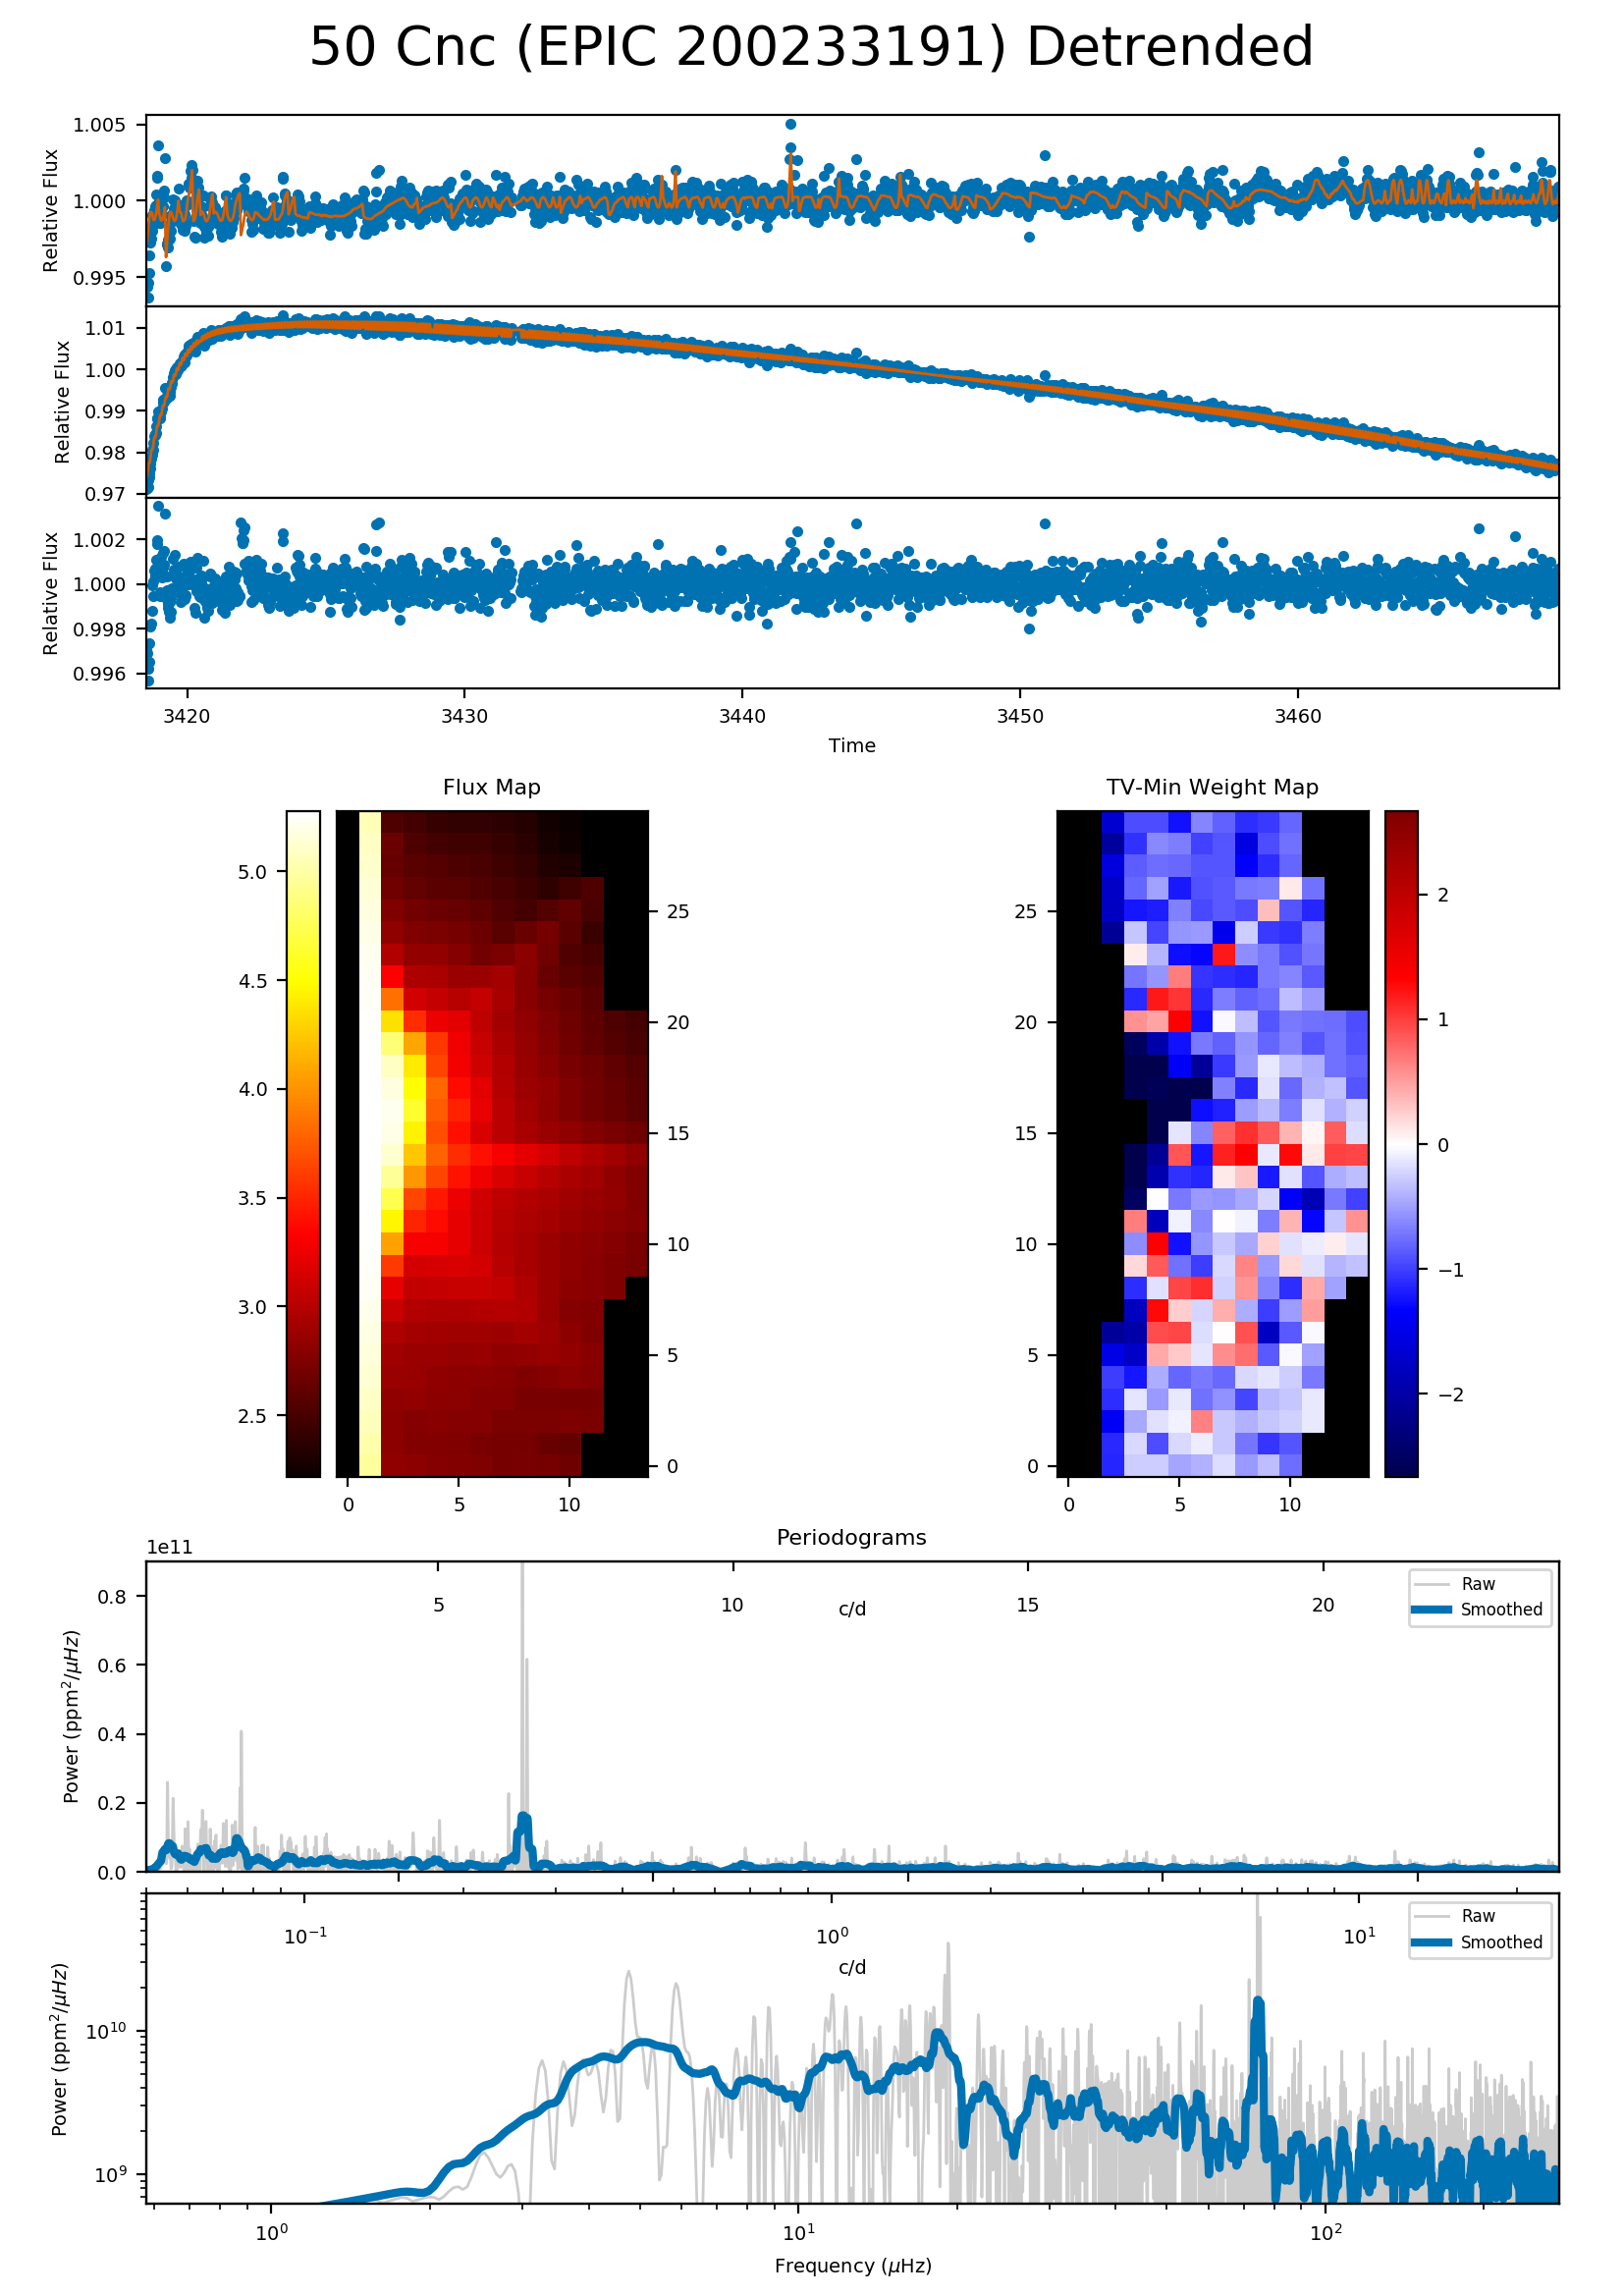 50 Cnc (EPIC 200233191) Detrended
1.005
1.000
0.995
Relative Flux
1.01
1.00
0.99
0.98
0.97
Relative Flux
1.002
1.000
0.998
0.996
Relative Flux
3420 3430 3440 3450 3460
Time
Flux Map
5.0
4.5
4.0
3.5
3.0
2.5
25
20
15
10
5
0
0 5 10
TV-Min Weight Map
25
20
15
10
5
0
0 5 10
2
1
0
−1
−2
Periodograms
1e11
0.8
0.6
0.4
0.2
0.0
Power (ppm²/μHz)
5 10 15 20
c/d
Raw
Smoothed
10⁻¹ 10⁰ 10¹
c/d
Raw
Smoothed
10¹⁰
10⁹
Power (ppm²/μHz)
10⁰ 10¹ 10²
Frequency (μHz)